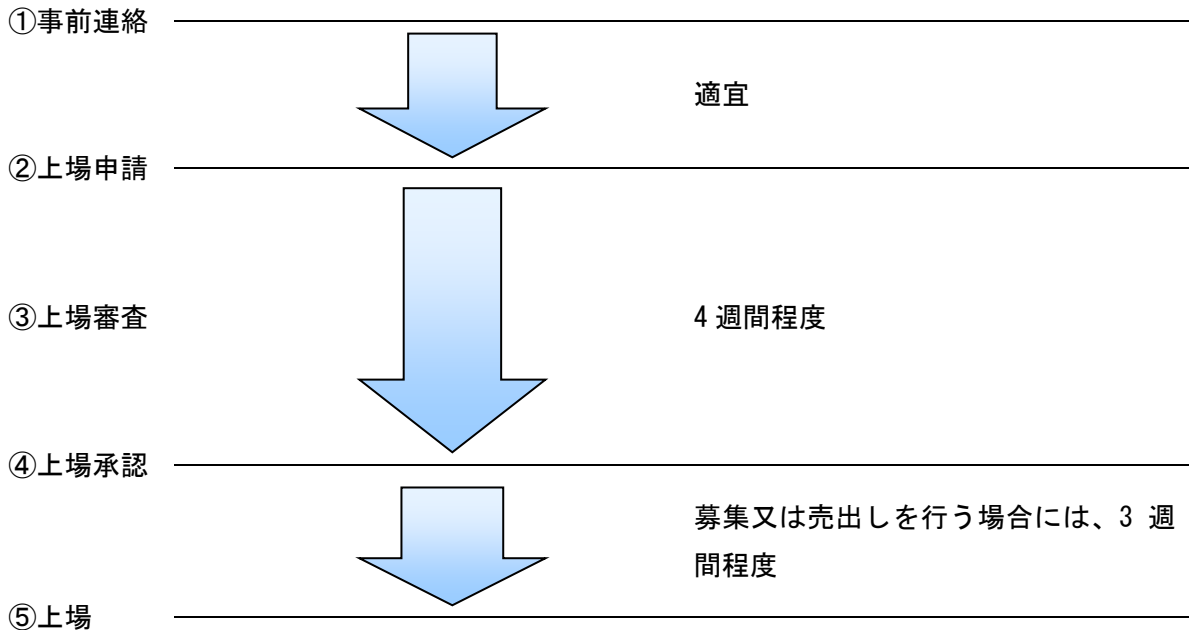 ①事前連絡
適宜
②上場申請
③上場審査
4 週間程度
④上場承認
募集又は売出しを行う場合には、3 週
間程度
⑤上場